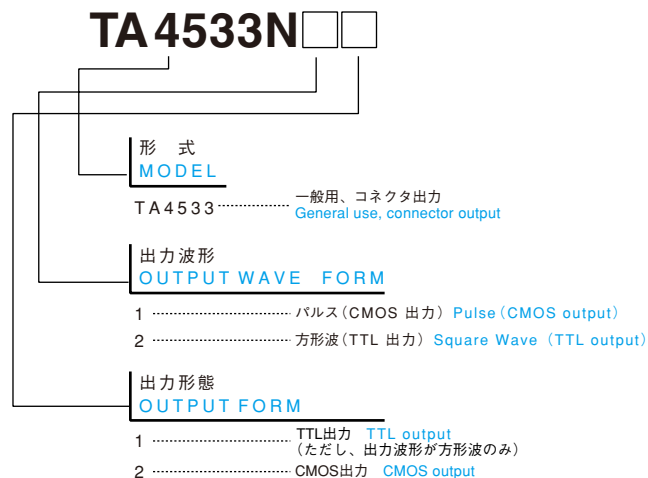 TA4533N□□
形 式
MODEL
TA4533 一般用、コネクタ出力
General use, connector output
出力波形
OUTPUT WAVE FORM
1 パルス(CMOS 出力) Pulse(CMOS output)
2 方形波(TTL 出力) Square Wave (TTL output)
出力形態
OUTPUT FORM
1 TTL出力 TTL output
(ただし、出力波形が方形波のみ)
2 CMOS出力 CMOS output